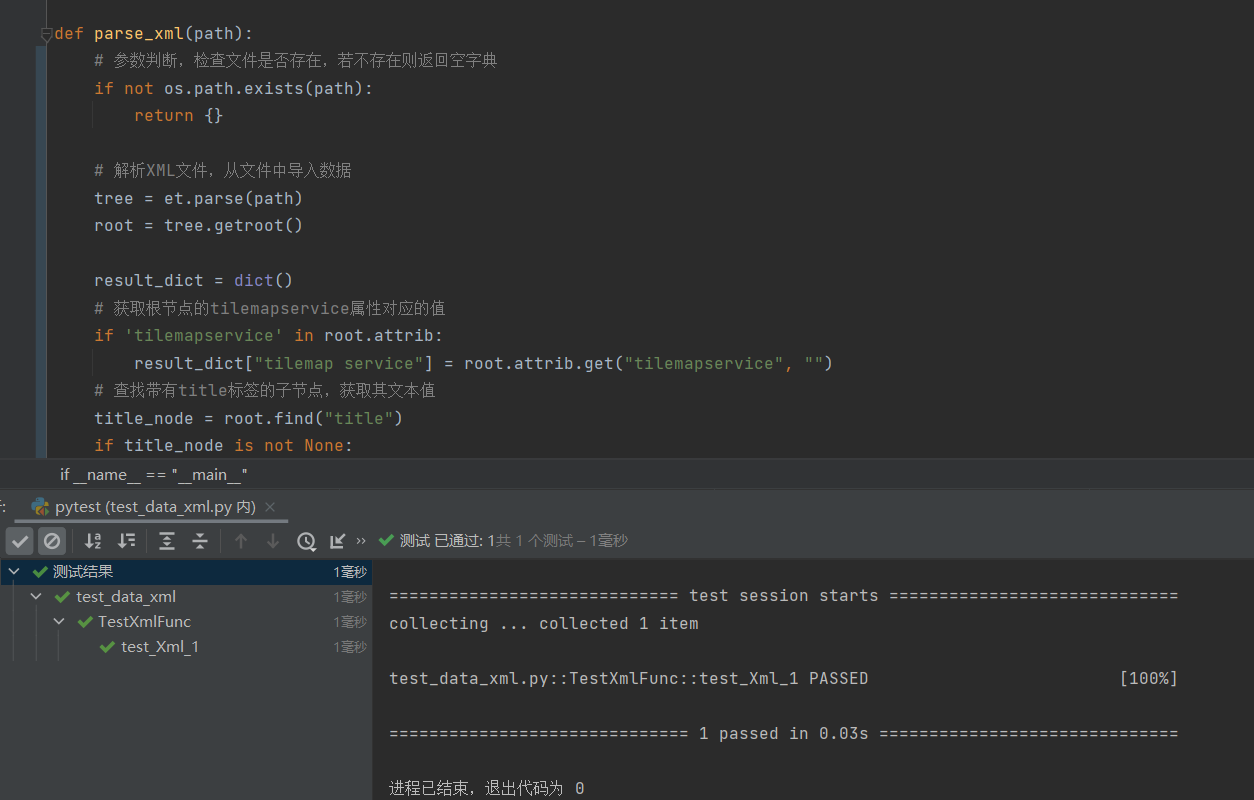 def parse_xml(path):
# 参数判断，检查文件是否存在，若不存在则返回空字典
if not os.path.exists(path):
return {}
# 解析XML文件，从文件中导入数据
tree = et.parse(path)
root = tree.getroot()
result_dict = dict()
# 获取根节点的tilemapservice属性对应的值
if 'tilemapservice' in root.attrib:
result_dict["tilemap service"] = root.attrib.get("tilemapservice", "")
# 查找带有title标签的子节点，获取其文本值
title_node = root.find("title")
if title_node is not None:
if __name__ == "__main__"
pytest (test_data_xml.py 内)
测试 已通过: 1共 1 个测试 – 1毫秒
测试结果 1毫秒
test_data_xml 1毫秒
TestXmlFunc 1毫秒
test_Xml_1 1毫秒
============================= test session starts =============================
collecting ... collected 1 item
test_data_xml.py::TestXmlFunc::test_Xml_1 PASSED [100%]
============================== 1 passed in 0.03s ==============================
进程已结束，退出代码为 0